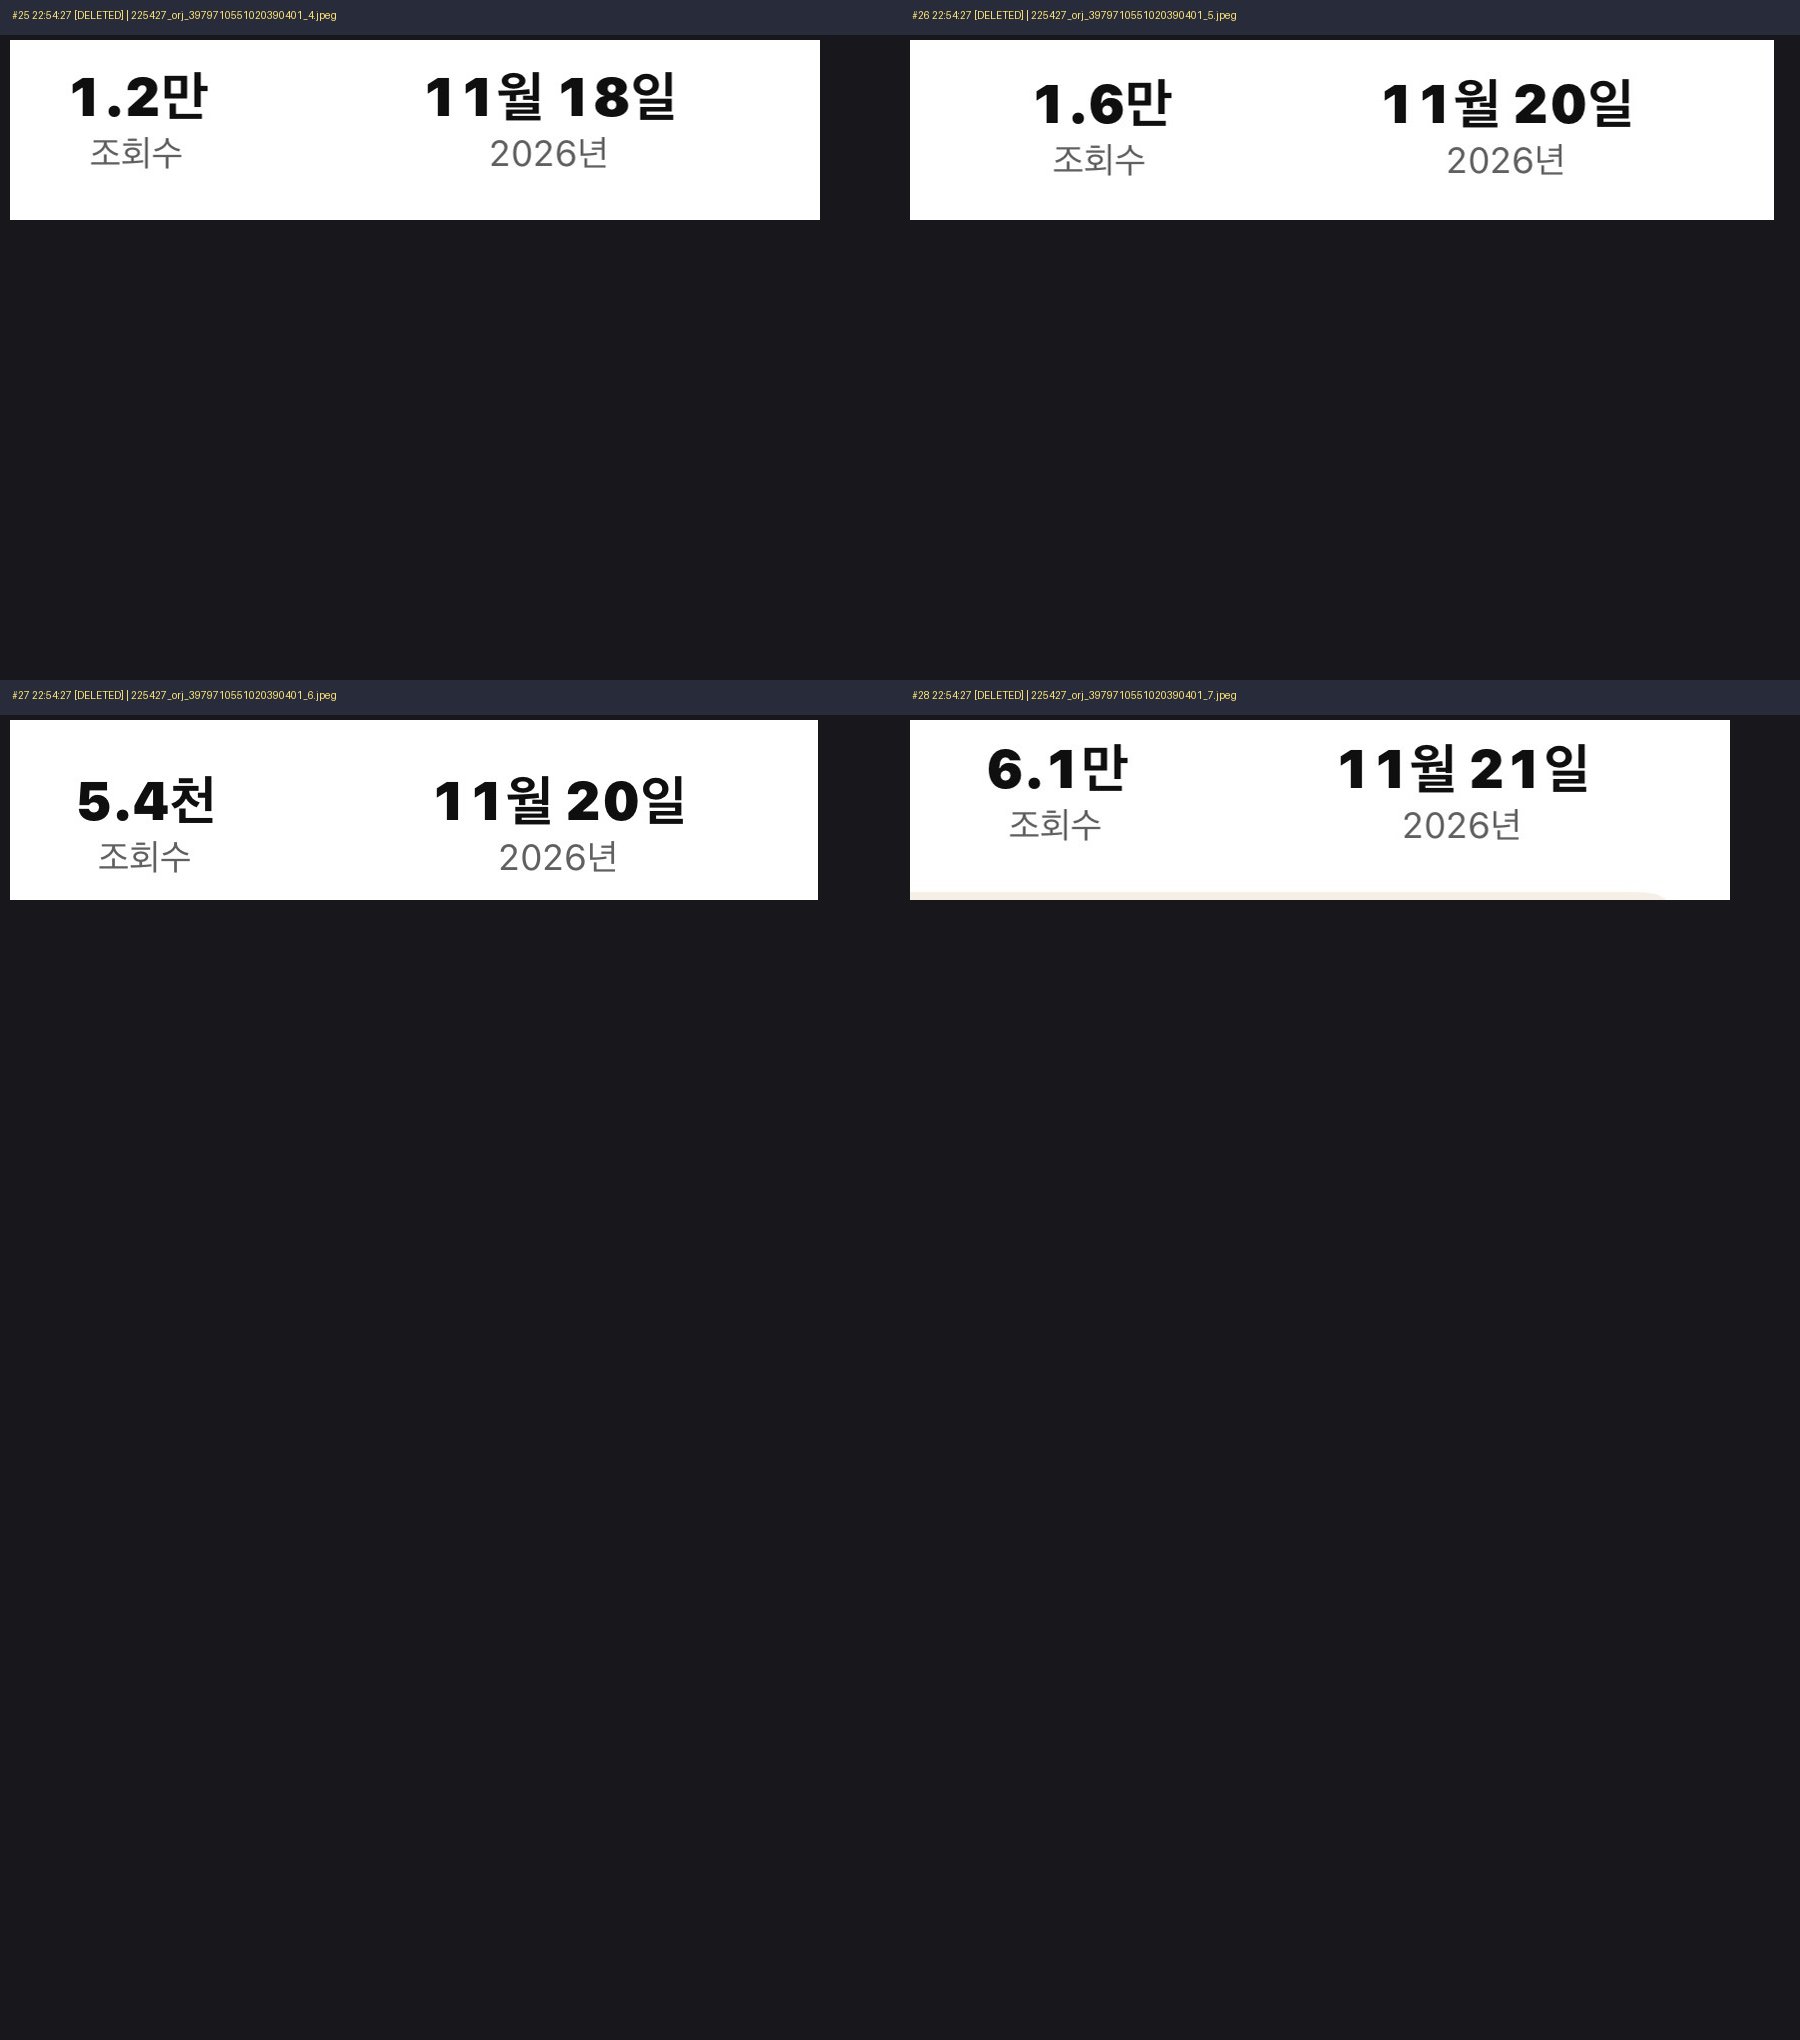 #25 22:54:27 [DELETED] | 225427_orj_3979710551020390401_4.jpeg
1.2만 11월 18일
조회수 2026년
#26 22:54:27 [DELETED] | 225427_orj_3979710551020390401_5.jpeg
1.6만 11월 20일
조회수 2026년
#27 22:54:27 [DELETED] | 225427_orj_3979710551020390401_6.jpeg
5.4천 11월 20일
조회수 2026년
#28 22:54:27 [DELETED] | 225427_orj_3979710551020390401_7.jpeg
6.1만 11월 21일
조회수 2026년